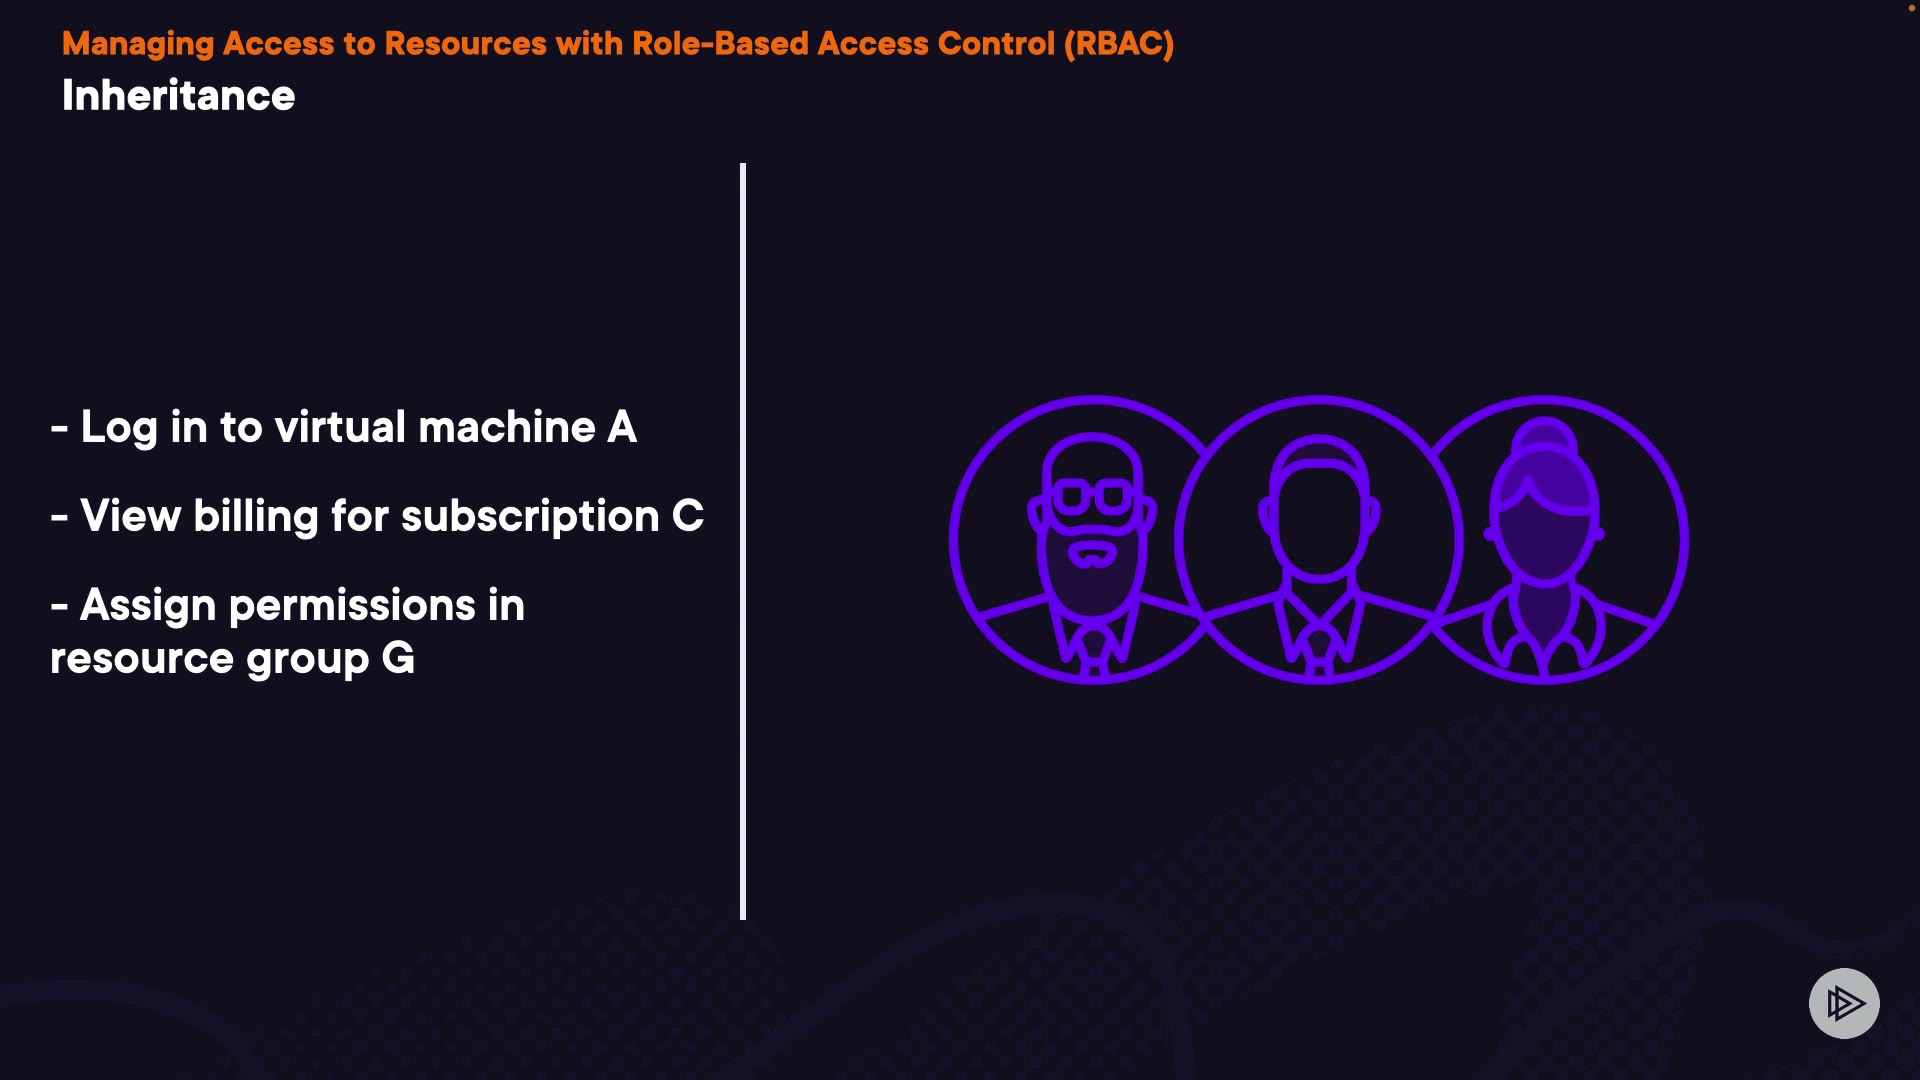 Managing Access to Resources with Role-Based Access Control (RBAC)
Inheritance
- Log in to virtual machine A
- View billing for subscription C
- Assign permissions in
resource group G